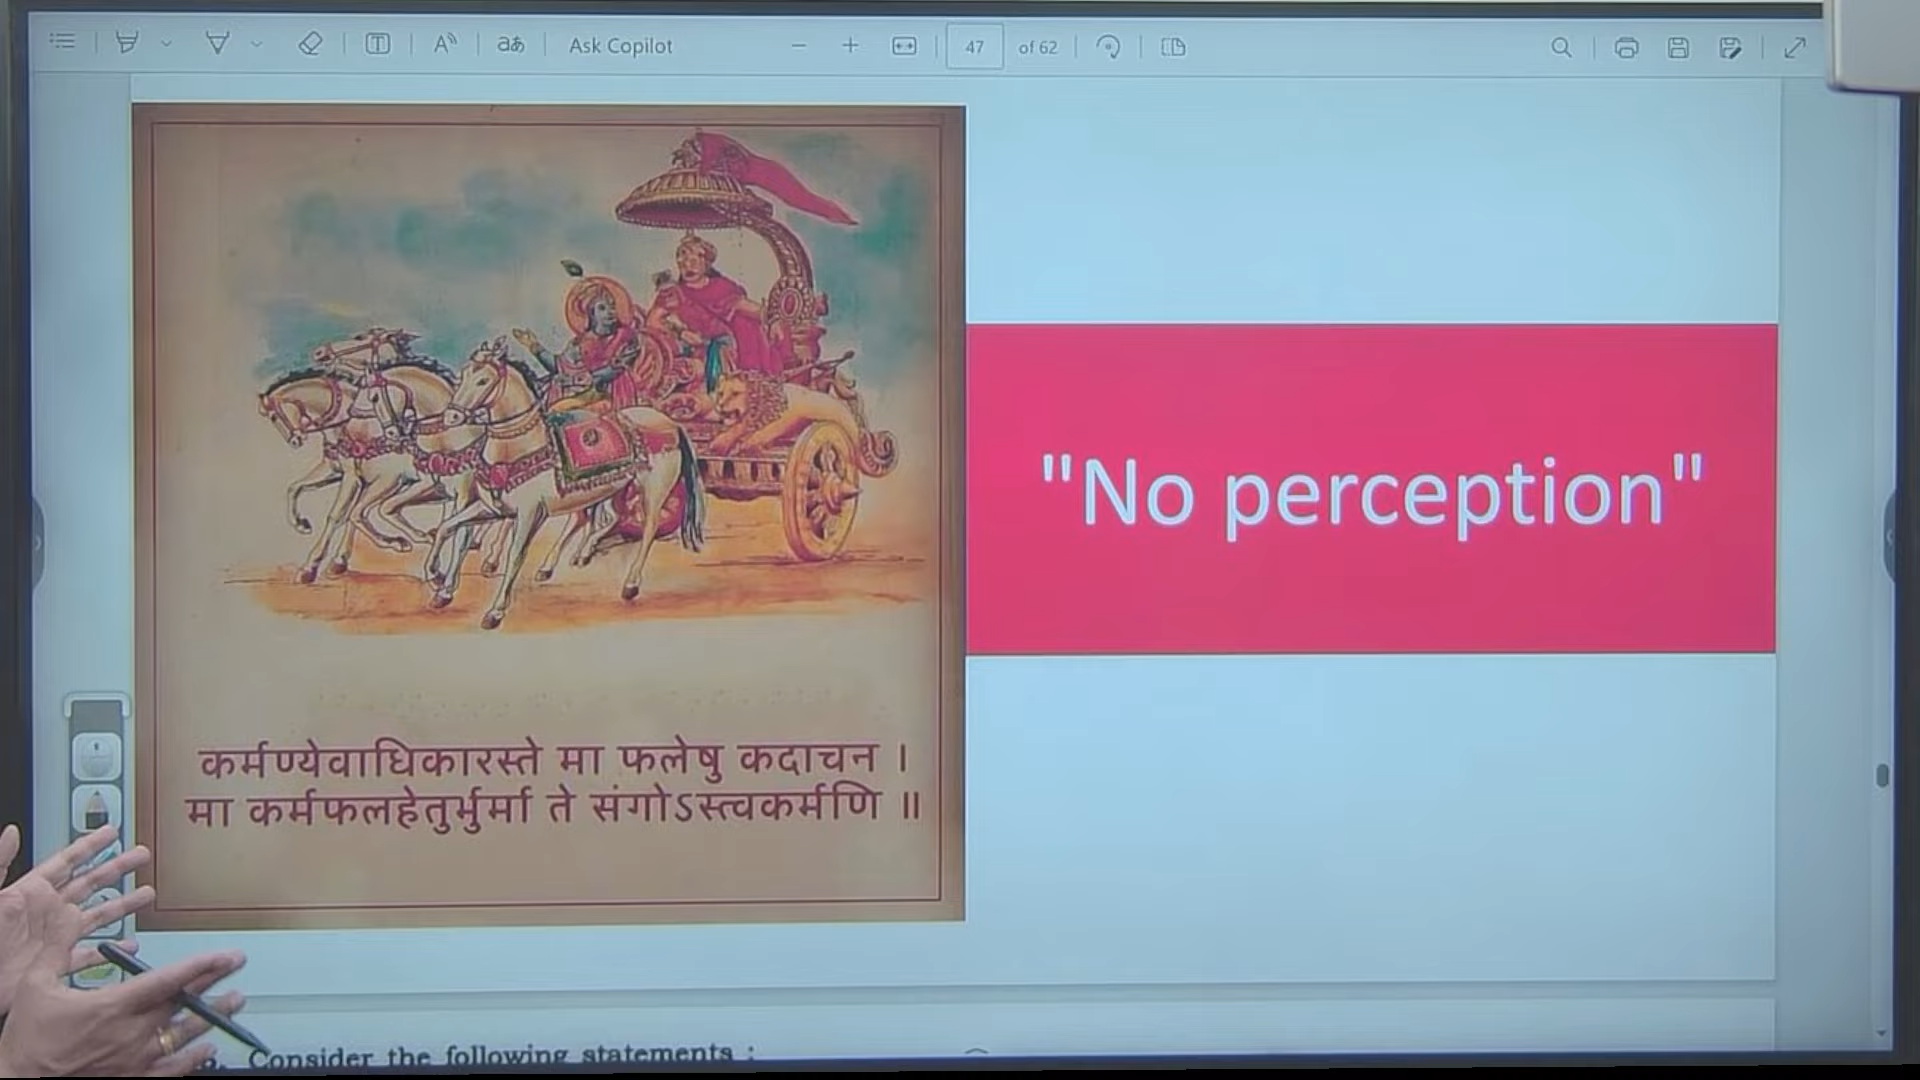 Ask Copilot
47 of 62
"No perception"
कर्मण्येवाधिकारस्ते मा फलेषु कदाचन ।
मा कर्मफलहेतुर्भुर्मा ते संगोऽस्त्वकर्मणि ॥
Consider the following statements :